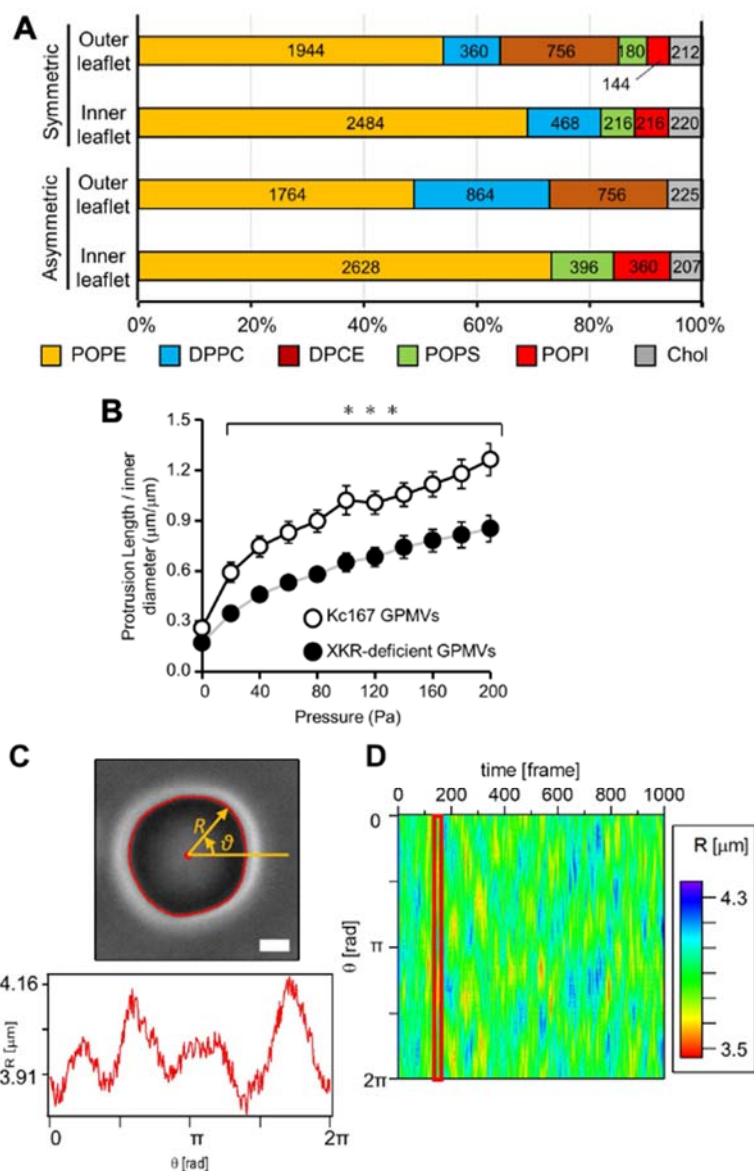 A
Symmetric
Outer leaflet
1944 360 756 180 212
144
Inner leaflet
2484 468 216 216 220
Asymmetric
Outer leaflet
1764 864 756 225
Inner leaflet
2628 396 360 207
0% 20% 40% 60% 80% 100%
POPE DPPC DPCE POPS POPI Chol
B
* * *
Protrusion Length / inner
diameter (μm/μm)
1.5
1.2
0.9
0.6
0.3
0.0
Kc167 GPMVs
XKR-deficient GPMVs
0 40 80 120 160 200
Pressure (Pa)
C
R
ϑ
4.16
R [μm]
3.91
0 π 2π
θ [rad]
D
time [frame]
0 200 400 600 800 1000
0
θ [rad]
π
2π
R [μm]
4.3
3.5